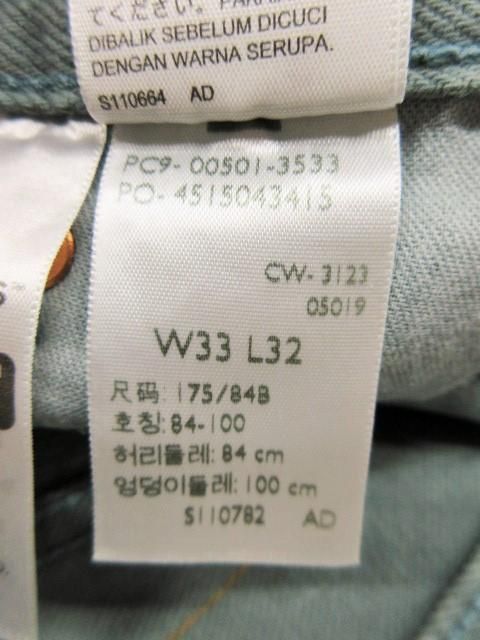 てください。
DIBALIK SEBELUM DICUCI
DENGAN WARNA SERUPA.
S110664 AD
PC9- 00501-3533
PO- 4515043415
CW- 3123
05019
W33 L32
尺码: 175/84B
호칭: 84-100
허리둘레: 84 cm
엉덩이둘레: 100 cm
S110782 AD